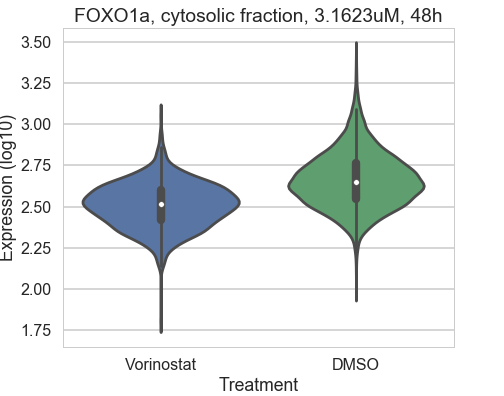 FOXO1a, cytosolic fraction, 3.1623uM, 48h
3.50
3.25
3.00
2.75
2.50
2.25
2.00
1.75
Expression (log10)
Vorinostat
DMSO
Treatment